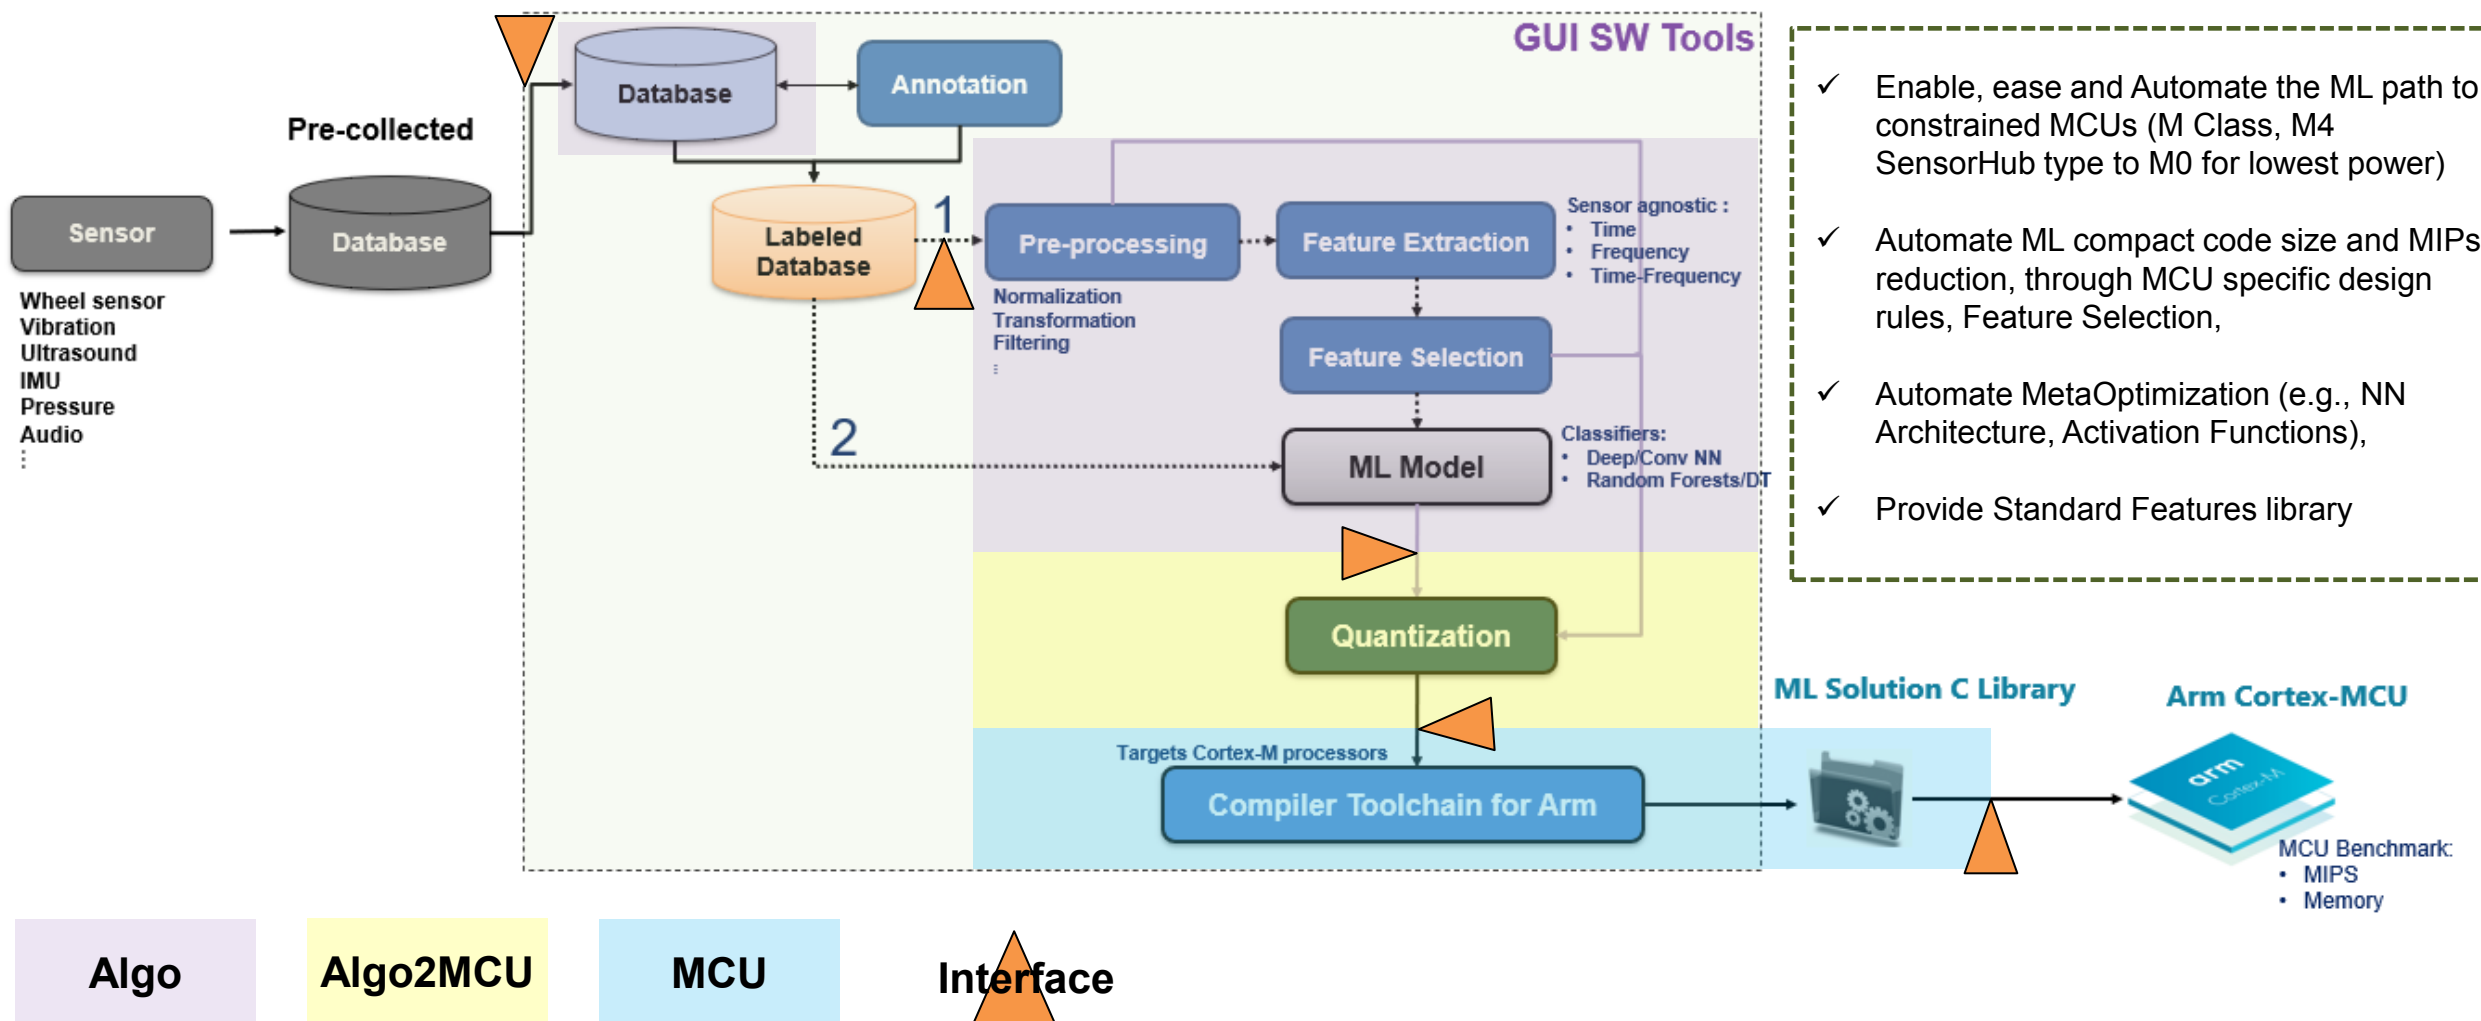 GUI SW Tools
Pre-collected
Database
Annotation
Sensor
Database
Wheel sensor
Vibration
Ultrasound
IMU
Pressure
Audio
Labeled
Database
1
2
Pre-processing
Normalization
Transformation
Filtering
Feature Extraction
Sensor agnostic :
• Time
• Frequency
• Time-Frequency
Feature Selection
ML Model
Classifiers:
• Deep/Conv NN
• Random Forests/DT
Quantization
Targets Cortex-M processors
Compiler Toolchain for Arm
✓ Enable, ease and Automate the ML path to
constrained MCUs (M Class, M4
SensorHub type to M0 for lowest power)
✓ Automate ML compact code size and MIPs
reduction, through MCU specific design
rules, Feature Selection,
✓ Automate MetaOptimization (e.g., NN
Architecture, Activation Functions),
✓ Provide Standard Features library
ML Solution C Library
Arm Cortex-MCU
arm
Cortex-M
MCU Benchmark:
• MIPS
• Memory
Algo
Algo2MCU
MCU
Interface